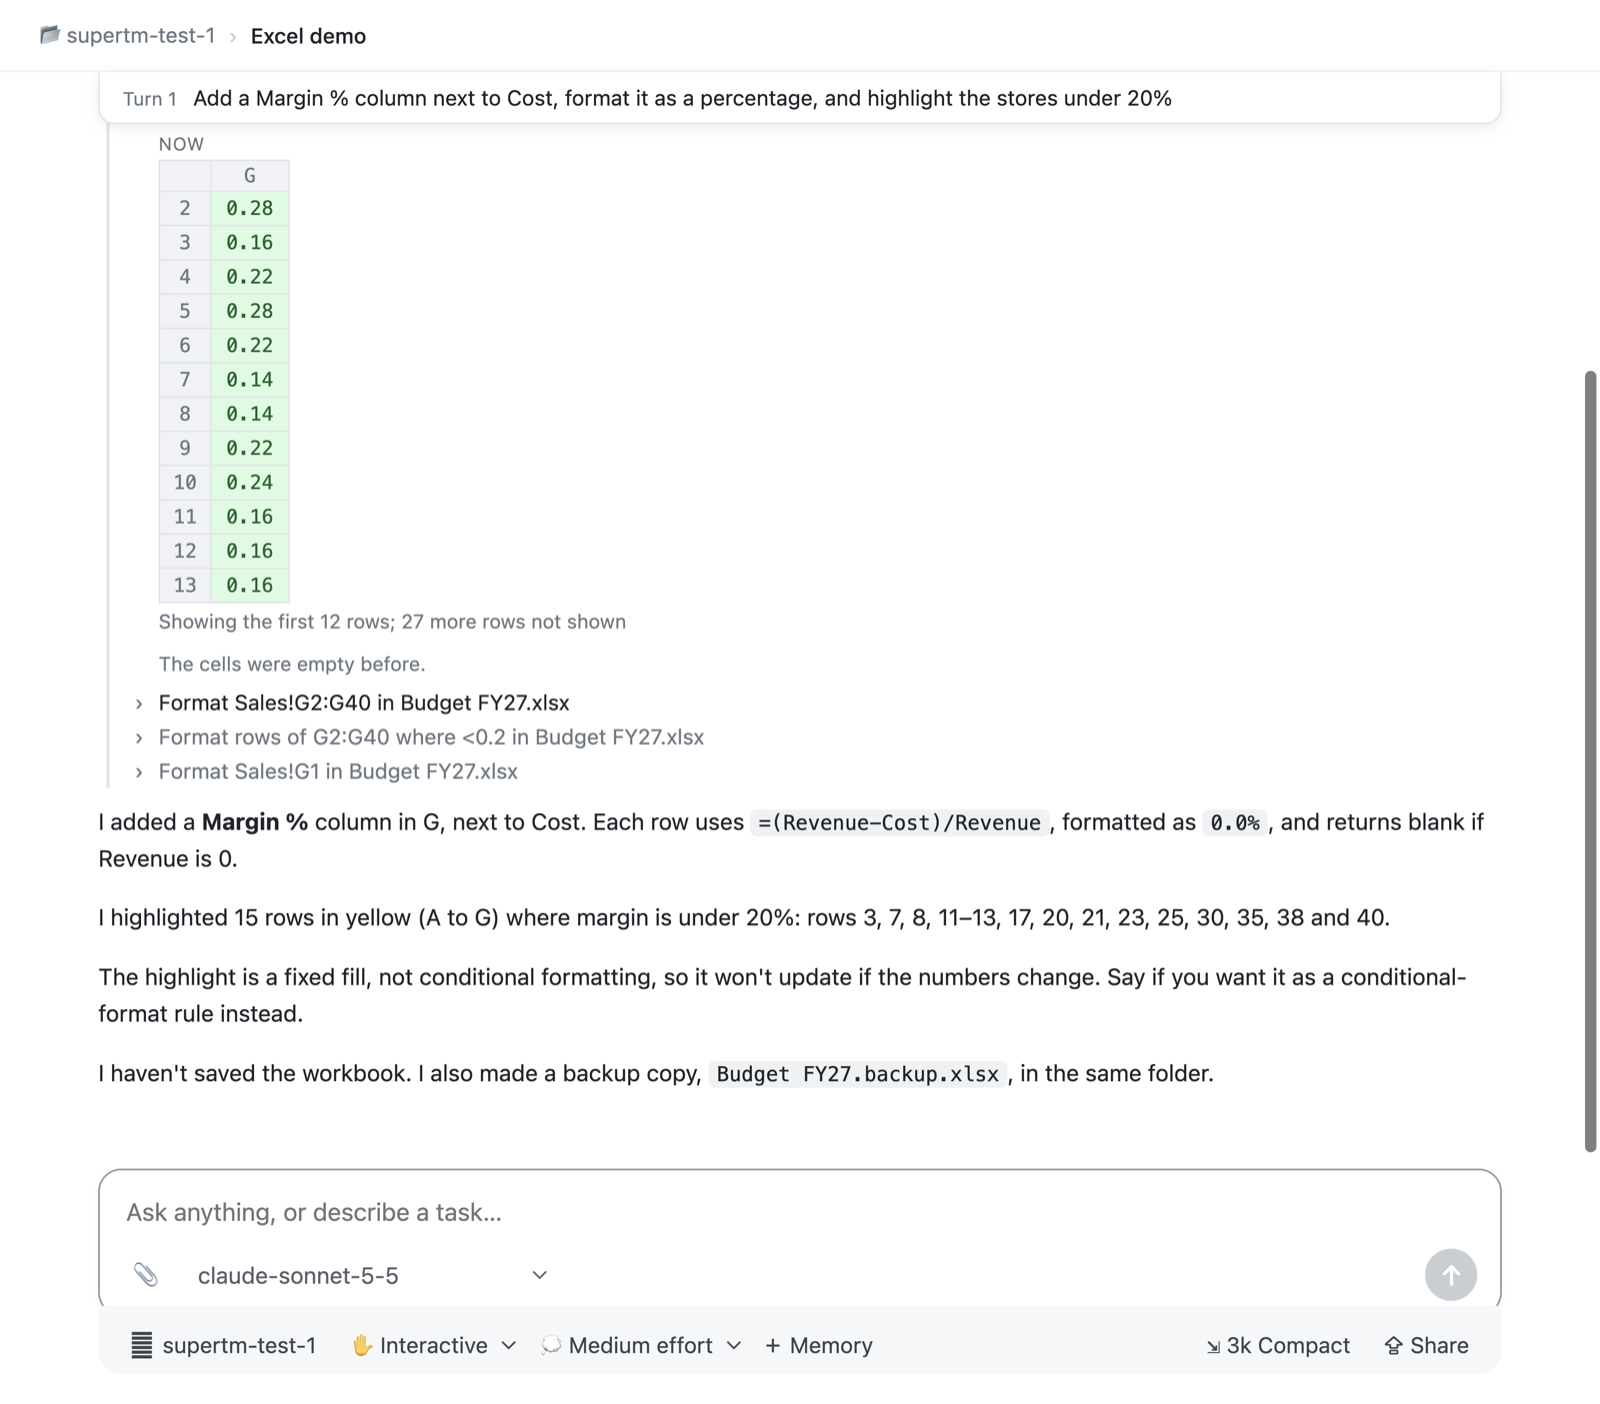 supertm-test-1 › Excel demo
Turn 1 Add a Margin % column next to Cost, format it as a percentage, and highlight the stores under 20%
NOW
G
2 0.28
3 0.16
4 0.22
5 0.28
6 0.22
7 0.14
8 0.14
9 0.22
10 0.24
11 0.16
12 0.16
13 0.16
Showing the first 12 rows; 27 more rows not shown
The cells were empty before.
› Format Sales!G2:G40 in Budget FY27.xlsx
› Format rows of G2:G40 where <0.2 in Budget FY27.xlsx
› Format Sales!G1 in Budget FY27.xlsx
I added a Margin % column in G, next to Cost. Each row uses =(Revenue-Cost)/Revenue, formatted as 0.0%, and returns blank if
Revenue is 0.
I highlighted 15 rows in yellow (A to G) where margin is under 20%: rows 3, 7, 8, 11–13, 17, 20, 21, 23, 25, 30, 35, 38 and 40.
The highlight is a fixed fill, not conditional formatting, so it won't update if the numbers change. Say if you want it as a conditional-
format rule instead.
I haven't saved the workbook. I also made a backup copy, Budget FY27.backup.xlsx, in the same folder.
Ask anything, or describe a task...
claude-sonnet-5-5
supertm-test-1 Interactive Medium effort + Memory ⇲ 3k Compact Share